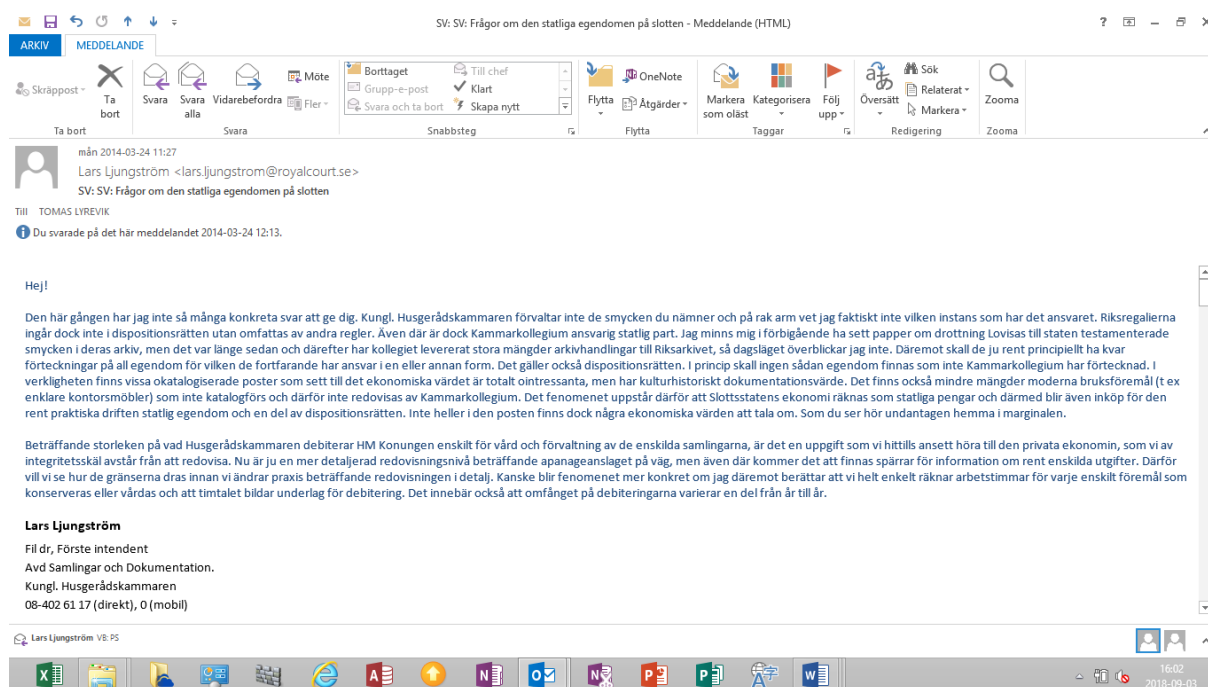 SV: SV: Frågor om den statliga egendomen på slotten - Meddelande (HTML)
ARKIV MEDDELANDE
Skräppost
Ta bort
Svara
Svara alla
Vidarebefordra
Möte
Fler
Borttaget
Grupp-e-post
Svara och ta bort
Till chef
Klart
Skapa nytt
Flytta
OneNote
Åtgärder
Markera som oläst
Kategorisera
Följ upp
Översätt
Sök
Relaterat
Markera
Zooma
Ta bort Svara Snabbsteg Flytta Taggar Redigering Zooma
mån 2014-03-24 11:27
Lars Ljungström <lars.ljungstrom@royalcourt.se>
SV: SV: Frågor om den statliga egendomen på slotten
Till TOMAS LYREVIK
Du svarade på det här meddelandet 2014-03-24 12:13.
Hej!
Den här gången har jag inte så många konkreta svar att ge dig. Kungl. Husgerådskammaren förvaltar inte de smycken du nämner och på rak arm vet jag faktiskt inte vilken instans som har det ansvaret. Riksregalierna
ingår dock inte i dispositionsrätten utan omfattas av andra regler. Även där är dock Kammarkollegium ansvarig statlig part. Jag minns mig i förbigående ha sett papper om drottning Lovisas till staten testamenterade
smycken i deras arkiv, men det var länge sedan och därefter har kollegiet levererat stora mängder arkivhandlingar till Riksarkivet, så dagsläget överblickar jag inte. Däremot skall de ju rent principiellt ha kvar
förteckningar på all egendom för vilken de fortfarande har ansvar i en eller annan form. Det gäller också dispositionsrätten. I princip skall ingen sådan egendom finnas som inte Kammarkollegium har förtecknad. I
verkligheten finns vissa okatalogiserade poster som sett till det ekonomiska värdet är totalt ointressanta, men har kulturhistoriskt dokumentationsvärde. Det finns också mindre mängder moderna bruksföremål (t ex
enklare kontorsmöbler) som inte katalogförs och därför inte redovisas av Kammarkollegium. Det fenomenet uppstår därför att Slottsstatens ekonomi räknas som statliga pengar och därmed blir även inköp för den
rent praktiska driften statlig egendom och en del av dispositionsrätten. Inte heller i den posten finns dock några ekonomiska värden att tala om. Som du ser hör undantagen hemma i marginalen.
Beträffande storleken på vad Husgerådskammaren debiterar HM Konungen enskilt för vård och förvaltning av de enskilda samlingarna, är det en uppgift som vi hittills ansett höra till den privata ekonomin, som vi av
integritetsskäl avstår från att redovisa. Nu är ju en mer detaljerad redovisningsnivå beträffande apanageanslaget på väg, men även där kommer det att finnas spärrar för information om rent enskilda utgifter. Därför
vill vi se hur de gränserna dras innan vi ändrar praxis beträffande redovisningen i detalj. Kanske blir fenomenet mer konkret om jag däremot berättar att vi helt enkelt räknar arbetstimmar för varje enskilt föremål som
konserveras eller vårdas och att timtalet bildar underlag för debitering. Det innebär också att omfånget på debiteringarna varierar en del från år till år.
Lars Ljungström
Fil dr, Förste intendent
Avd Samlingar och Dokumentation.
Kungl. Husgerådskammaren
08-402 61 17 (direkt), 0 (mobil)
Lars Ljungström VB: PS
16:02
2018-09-03